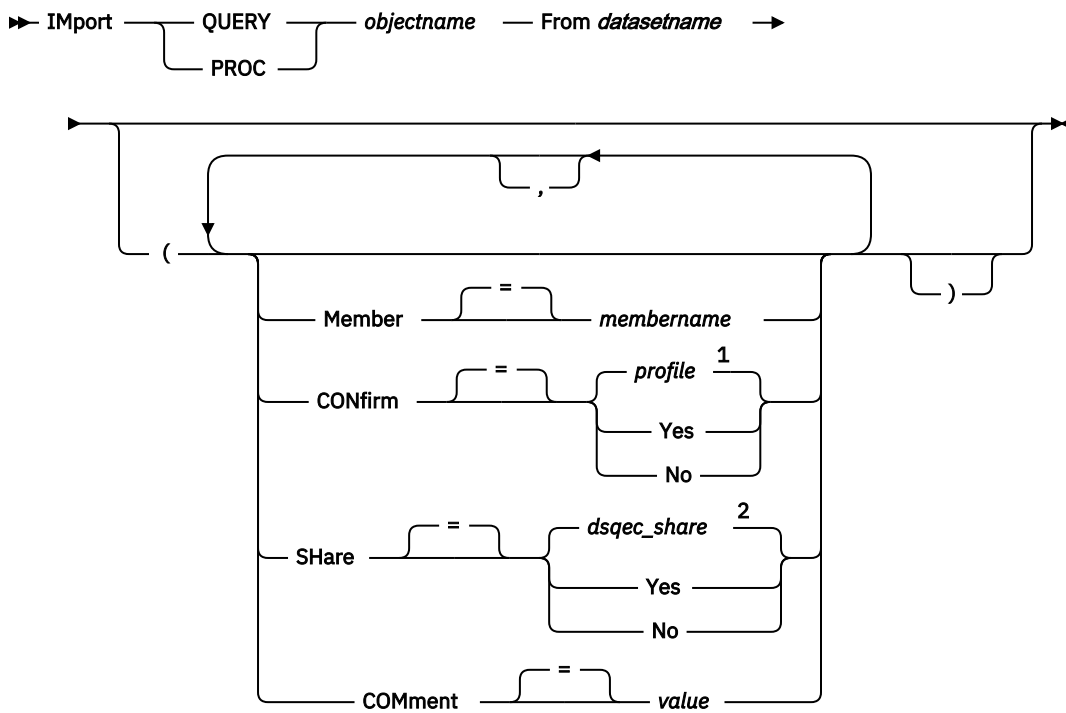 IMport QUERY objectname From datasetname
PROC
,
(
)
=
Member membername
=
profile 1
CONfirm
Yes
No
=
dsqec_share 2
SHare
Yes
No
=
COMment value